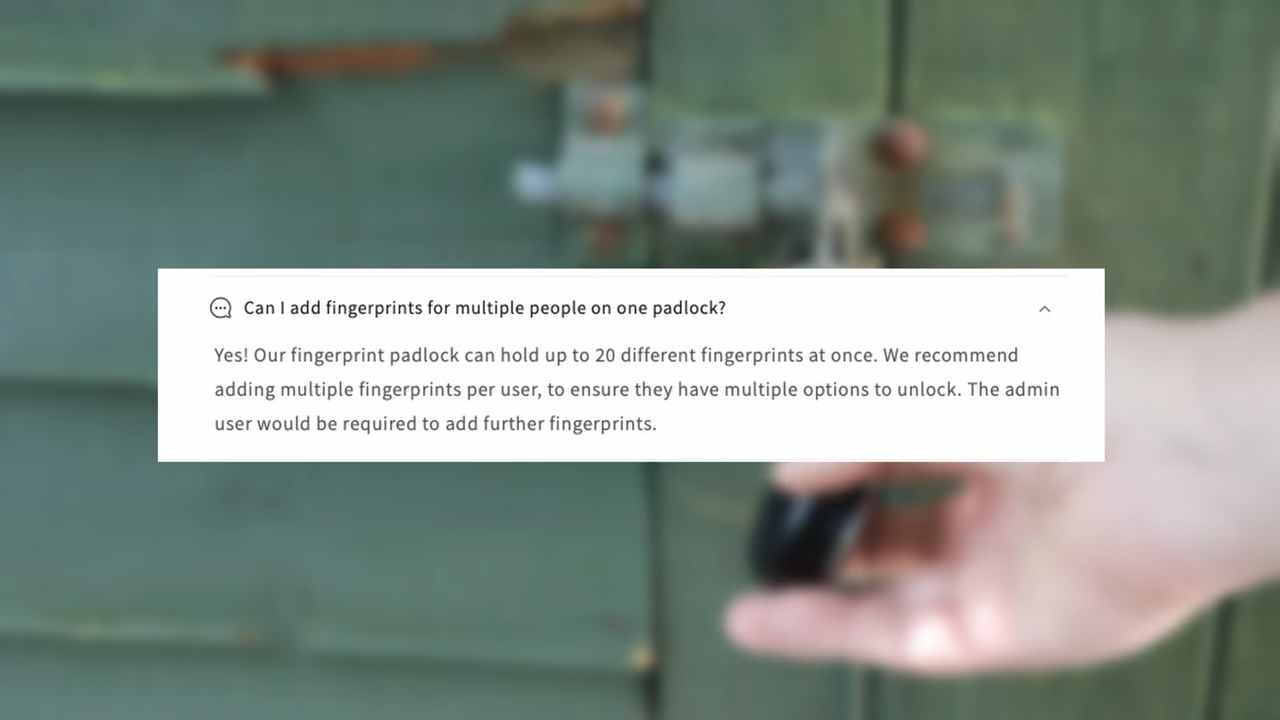 Can I add fingerprints for multiple people on one padlock?
Yes! Our fingerprint padlock can hold up to 20 different fingerprints at once. We recommend
adding multiple fingerprints per user, to ensure they have multiple options to unlock. The admin
user would be required to add further fingerprints.